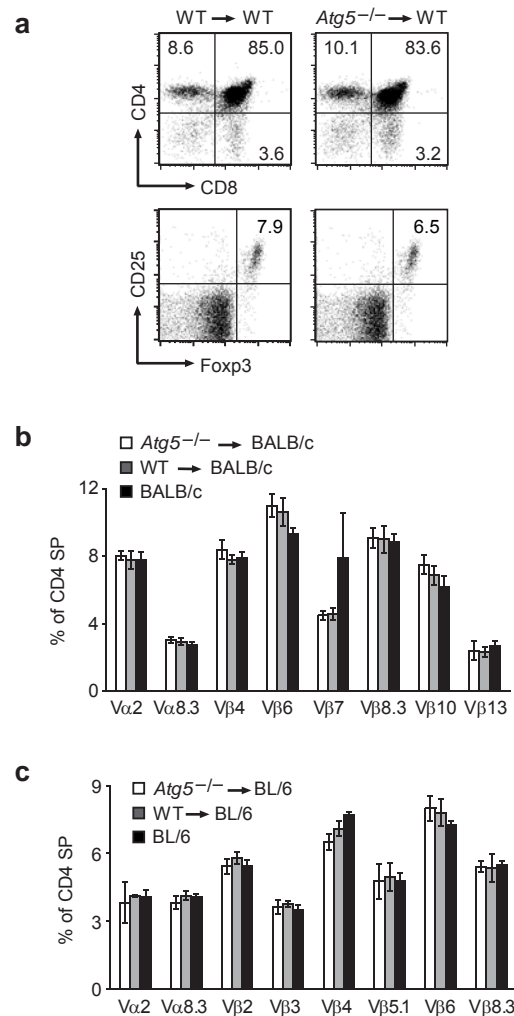 a
WT → WT
Atg5−/− → WT
8.6 85.0
3.6
10.1 83.6
3.2
CD4
CD8
7.9
6.5
CD25
Foxp3
b
Atg5−/− → BALB/c
WT → BALB/c
BALB/c
% of CD4 SP
12
8
4
0
Vα2 Vα8.3 Vβ4 Vβ6 Vβ7 Vβ8.3 Vβ10 Vβ13
c
Atg5−/− → BL/6
WT → BL/6
BL/6
% of CD4 SP
9
6
3
0
Vα2 Vα8.3 Vβ2 Vβ3 Vβ4 Vβ5.1 Vβ6 Vβ8.3